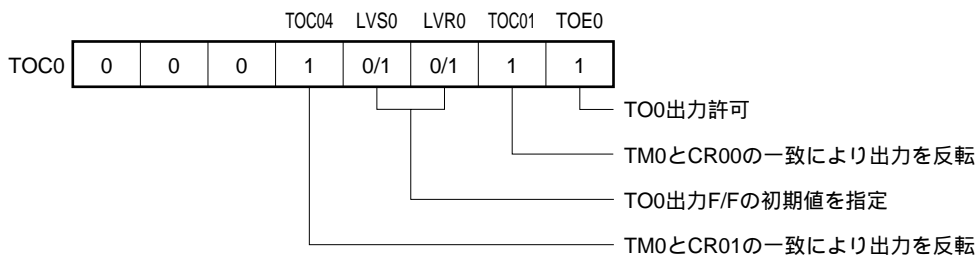 TOC04 LVS0 LVR0 TOC01 TOE0
TOC0 0 0 0 1 0/1 0/1 1 1
TO0出力許可
TM0とCR00の一致により出力を反転
TO0出力F/Fの初期値を指定
TM0とCR01の一致により出力を反転